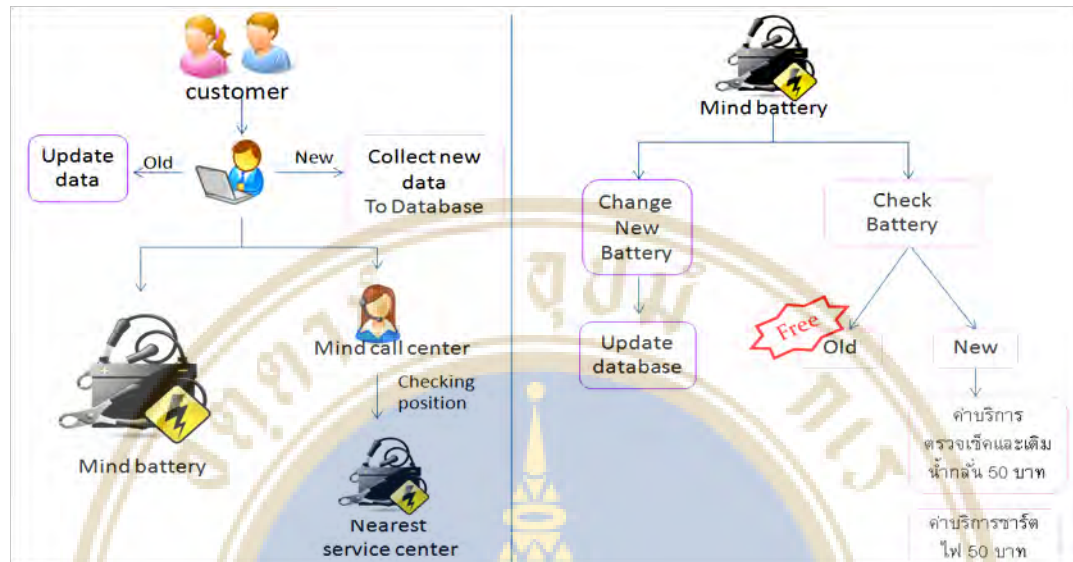 customer
Update
data
Old
New
Collect new
data
To Database
Mind call center
Checking
position
Mind battery
Nearest
service center
Mind battery
Change
New
Battery
Check
Battery
Update
database
Free
Old
New
ค่าบริการ
ตรวจเช็คและเติม
น้ำกลั่น 50 บาท
ค่าบริการชาร์ต
ไฟ 50 บาท